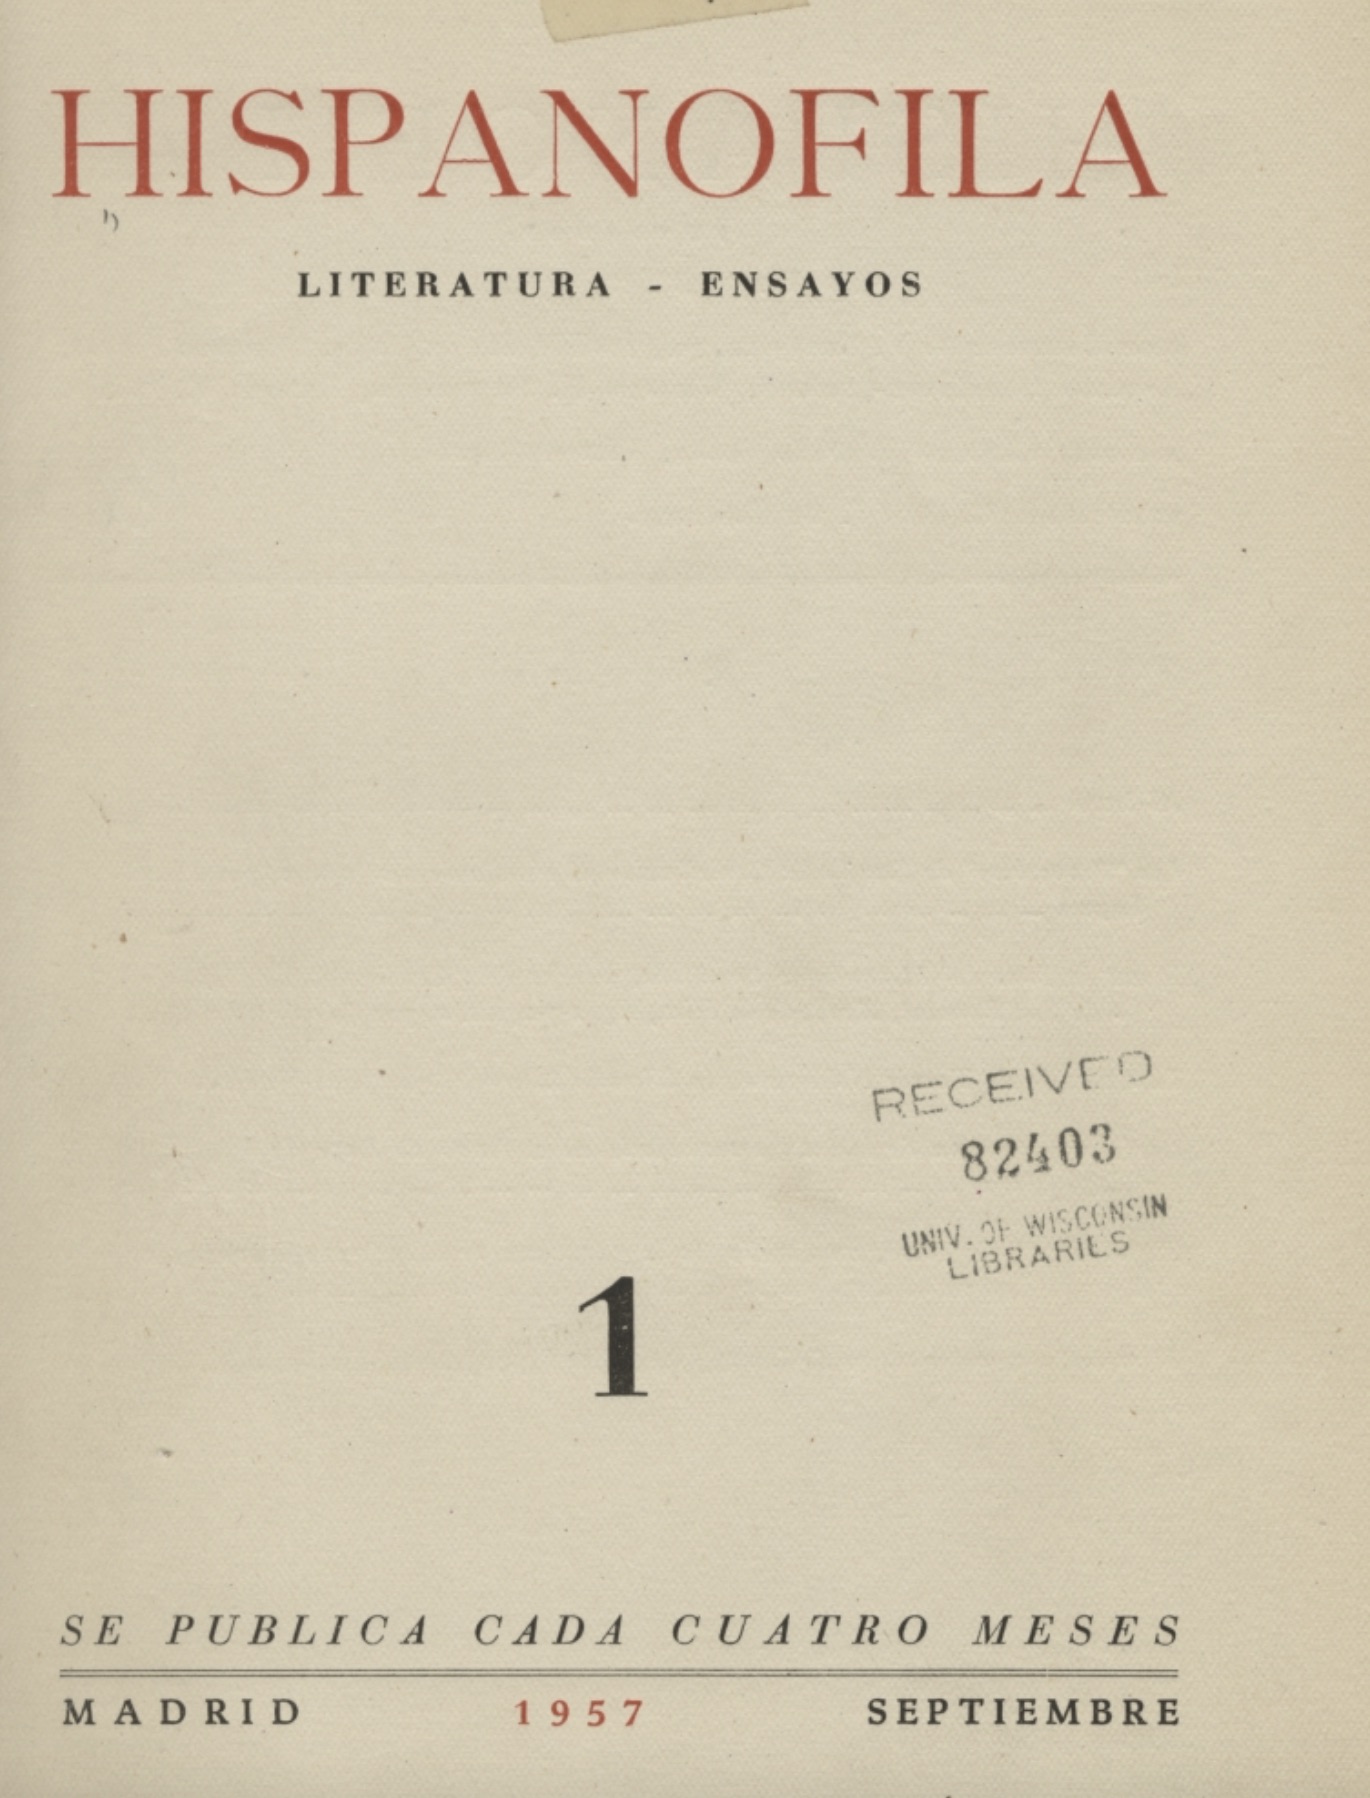 HISPANOFILA
LITERATURA - ENSAYOS
RECEIVED
82403
UNIV. OF WISCONSIN
LIBRARIES
1
SE PUBLICA CADA CUATRO MESES
MADRID 1957 SEPTIEMBRE